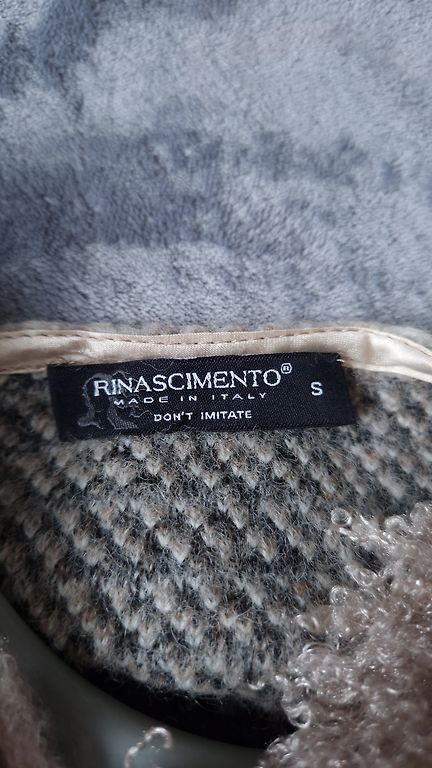 RINASCIMENTO®
MADE IN ITALY
DON'T IMITATE
S